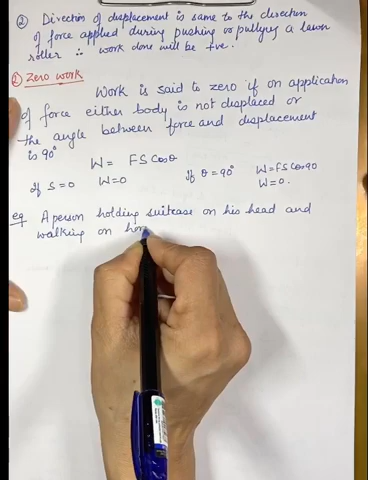 ② Direction of displacement is same to the direction
of force applied during pushing or pulling a lawn
roller ∴ work done will be +ve.
② Zero work
Work is said to zero if on application
of force either body is not displaced or
the angle between force and displacement
is 90°
W = FS cosθ
If S=0 W=0 If θ = 90° W=FS cos90
W=0.
eg A person holding suitcase on his head and
walking on hor